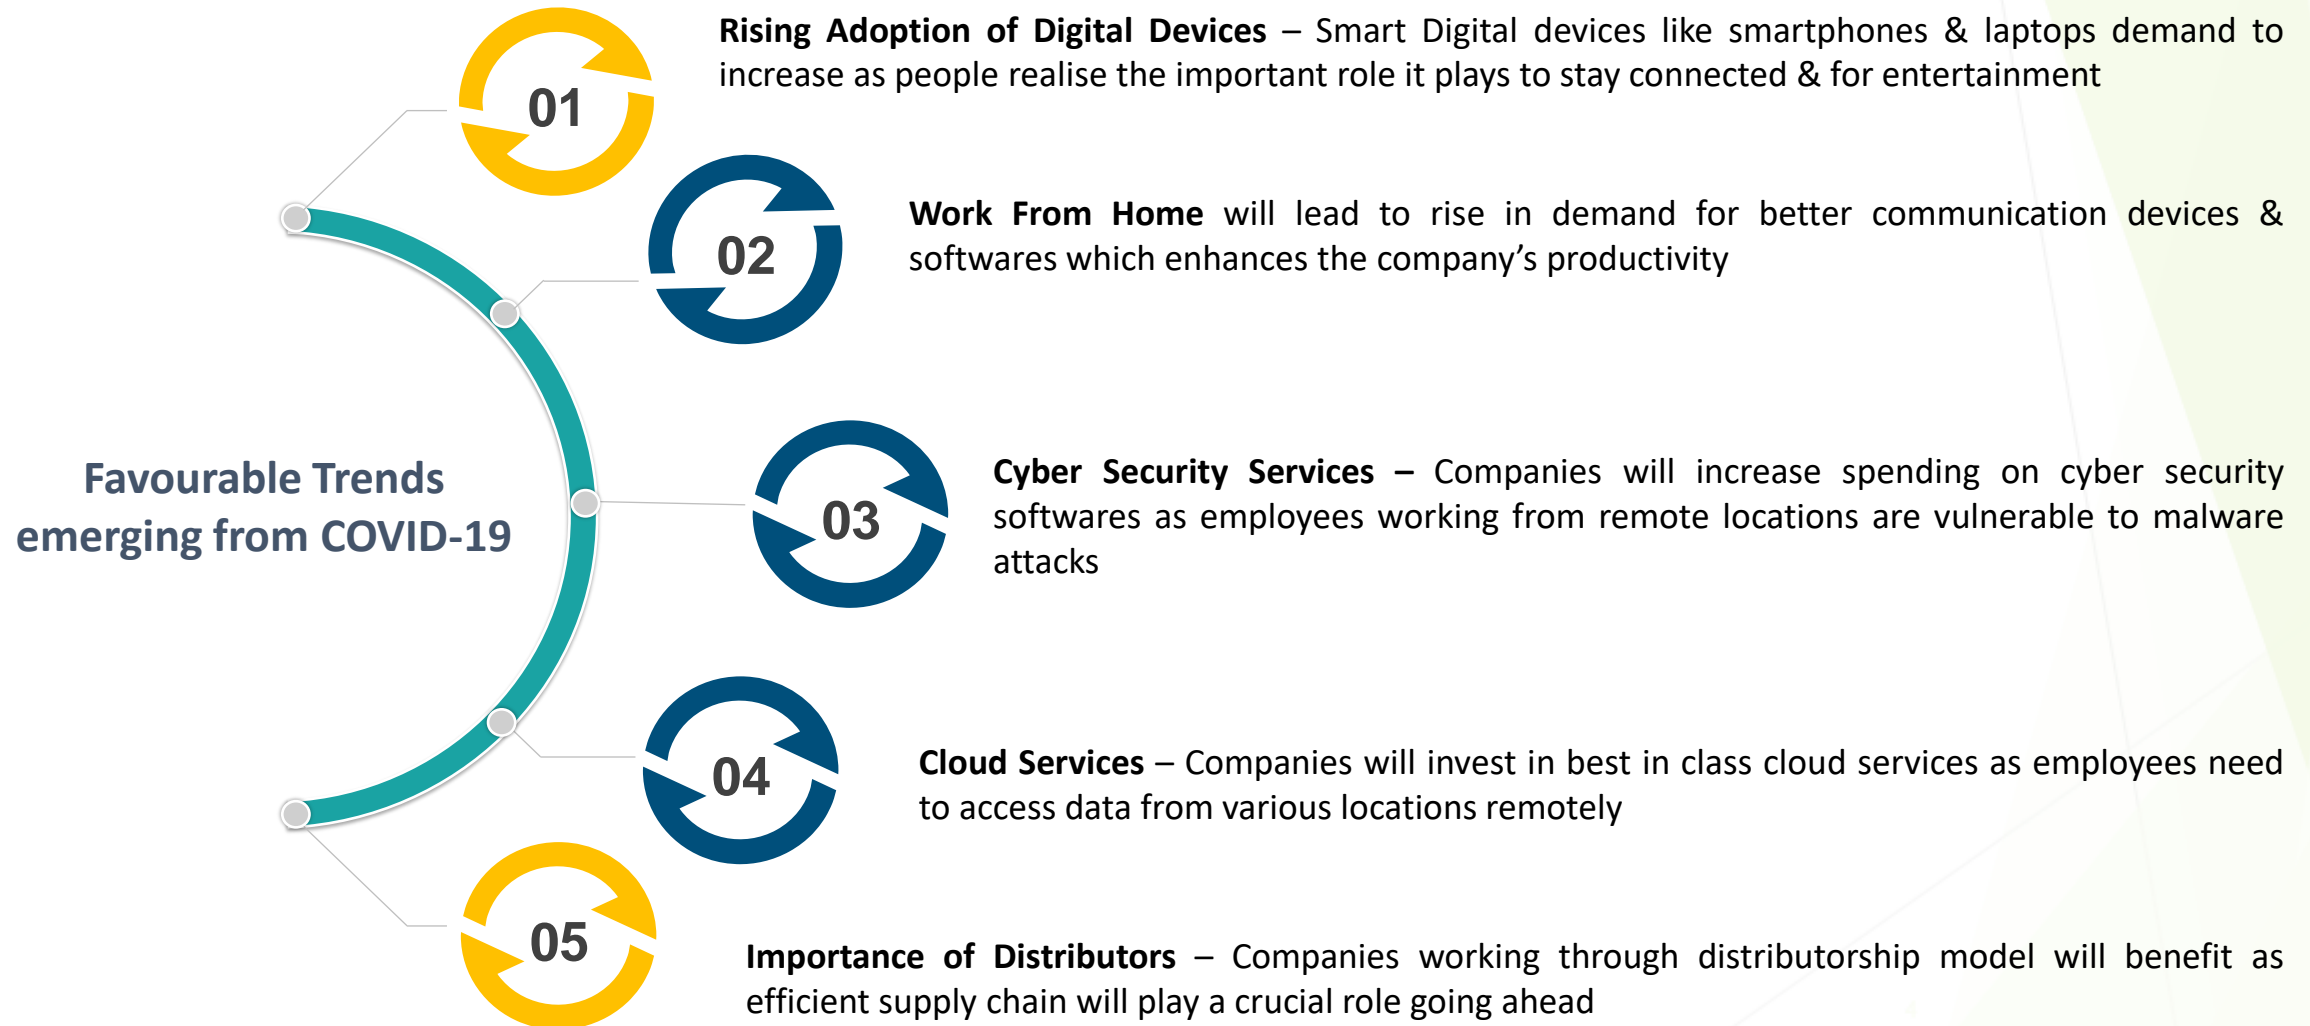 01
Rising Adoption of Digital Devices – Smart Digital devices like smartphones & laptops demand to
increase as people realise the important role it plays to stay connected & for entertainment
02
Work From Home will lead to rise in demand for better communication devices &
softwares which enhances the company’s productivity
Favourable Trends
emerging from COVID-19
03
Cyber Security Services – Companies will increase spending on cyber security
softwares as employees working from remote locations are vulnerable to malware
attacks
04
Cloud Services – Companies will invest in best in class cloud services as employees need
to access data from various locations remotely
05
Importance of Distributors – Companies working through distributorship model will benefit as
efficient supply chain will play a crucial role going ahead